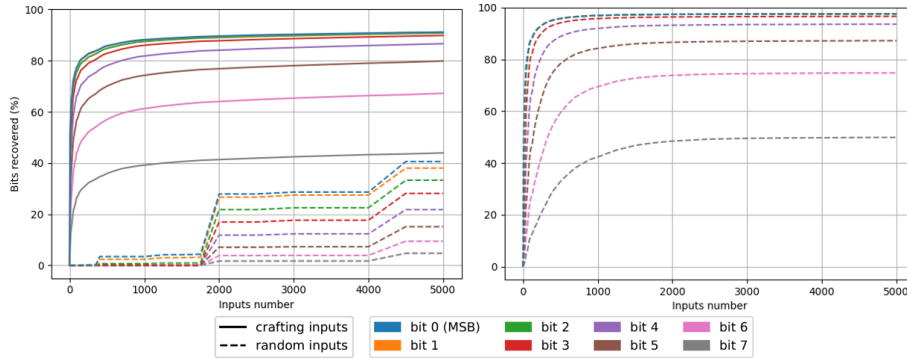 Bits recovered (%)
100
80
60
40
20
0
0 1000 2000 3000 4000 5000
Inputs number
100
80
60
40
20
0
0 1000 2000 3000 4000 5000
Inputs number
crafting inputs
random inputs
bit 0 (MSB) bit 2 bit 4 bit 6
bit 1 bit 3 bit 5 bit 7